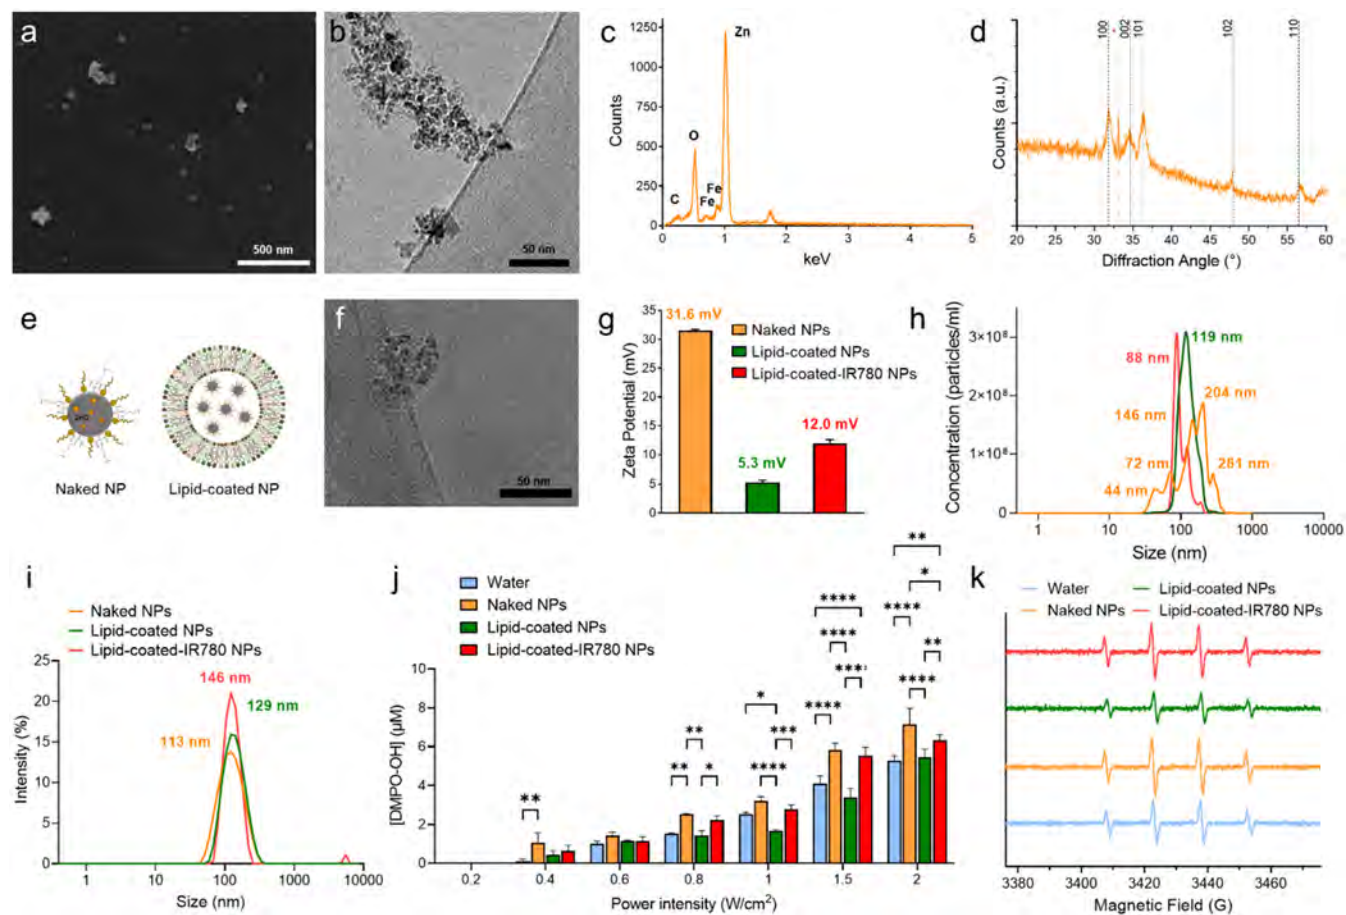 a
500 nm
b
50 nm
c
Counts
1250
1000
750
500
250
0
C
O
Fe
Fe
Zn
0 1 2 3 4 5
keV
d
Counts (a.u.)
100
*
002
101
102
110
20 25 30 35 40 45 50 55 60
Diffraction Angle (°)
e
Naked NP
Lipid-coated NP
f
50 nm
g
Zeta Potential (mV)
35
30
25
20
15
10
5
0
31.6 mV
5.3 mV
12.0 mV
Naked NPs
Lipid-coated NPs
Lipid-coated-IR780 NPs
h
Concentration (particles/ml)
3×10⁸
2×10⁸
1×10⁸
0
119 nm
88 nm
204 nm
146 nm
72 nm
281 nm
44 nm
1 10 100 1000 10000
Size (nm)
i
Naked NPs
Lipid-coated NPs
Lipid-coated-IR780 NPs
Intensity (%)
25
20
15
10
5
0
146 nm
129 nm
113 nm
1 10 100 1000 10000
Size (nm)
j
Water
Naked NPs
Lipid-coated NPs
Lipid-coated-IR780 NPs
[DMPO-OH] (µM)
10
8
6
4
2
0
**
**
**
*
*
***
****
****
****
***
****
**
*
****
**
****
0.2 0.4 0.6 0.8 1 1.5 2
Power intensity (W/cm²)
k
Water
Naked NPs
Lipid-coated NPs
Lipid-coated-IR780 NPs
3380 3400 3420 3440 3460
Magnetic Field (G)